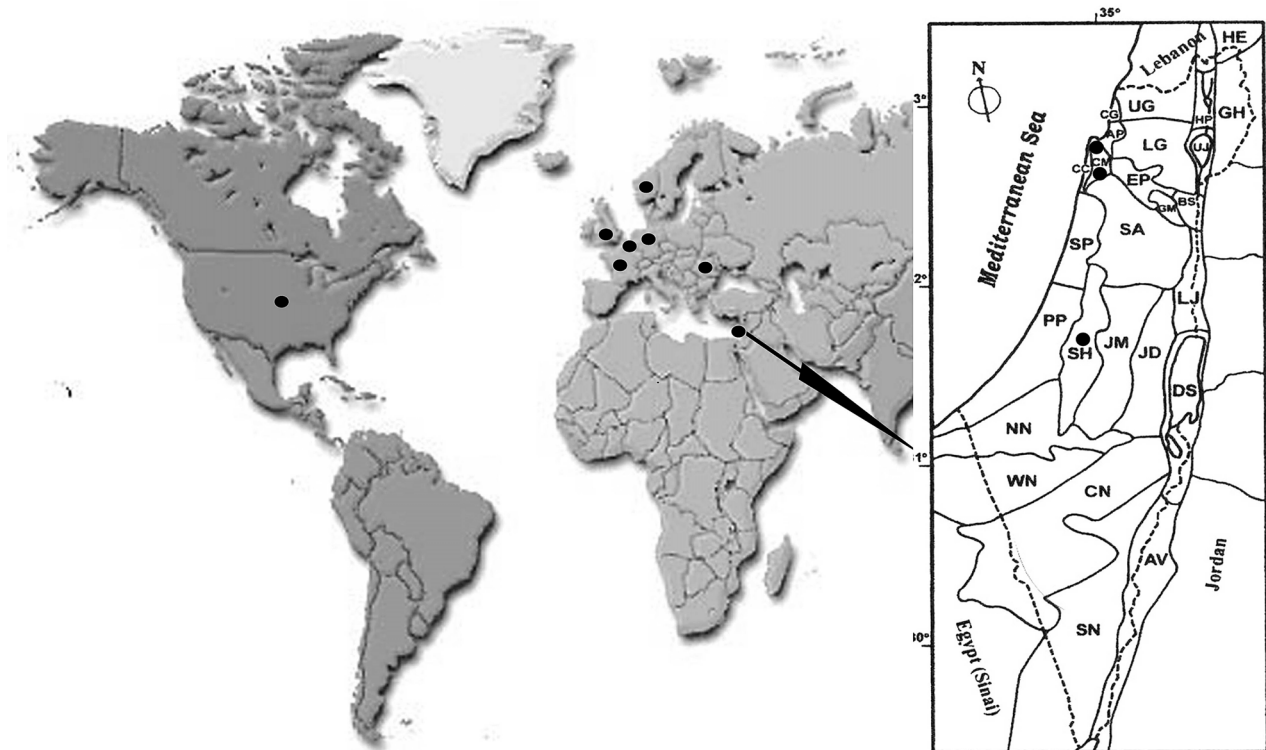 35°
HE
Lebanon
N
3°
UG
CG
HP
GH
AP
LG
UJ
CM
CC
EP
BS
GM
Mediterranean Sea
SA
SP
2°
LJ
PP
JM
SH
JD
DS
NN
1°
WN
CN
AV
Jordan
SN
30°
Egypt (Sinai)